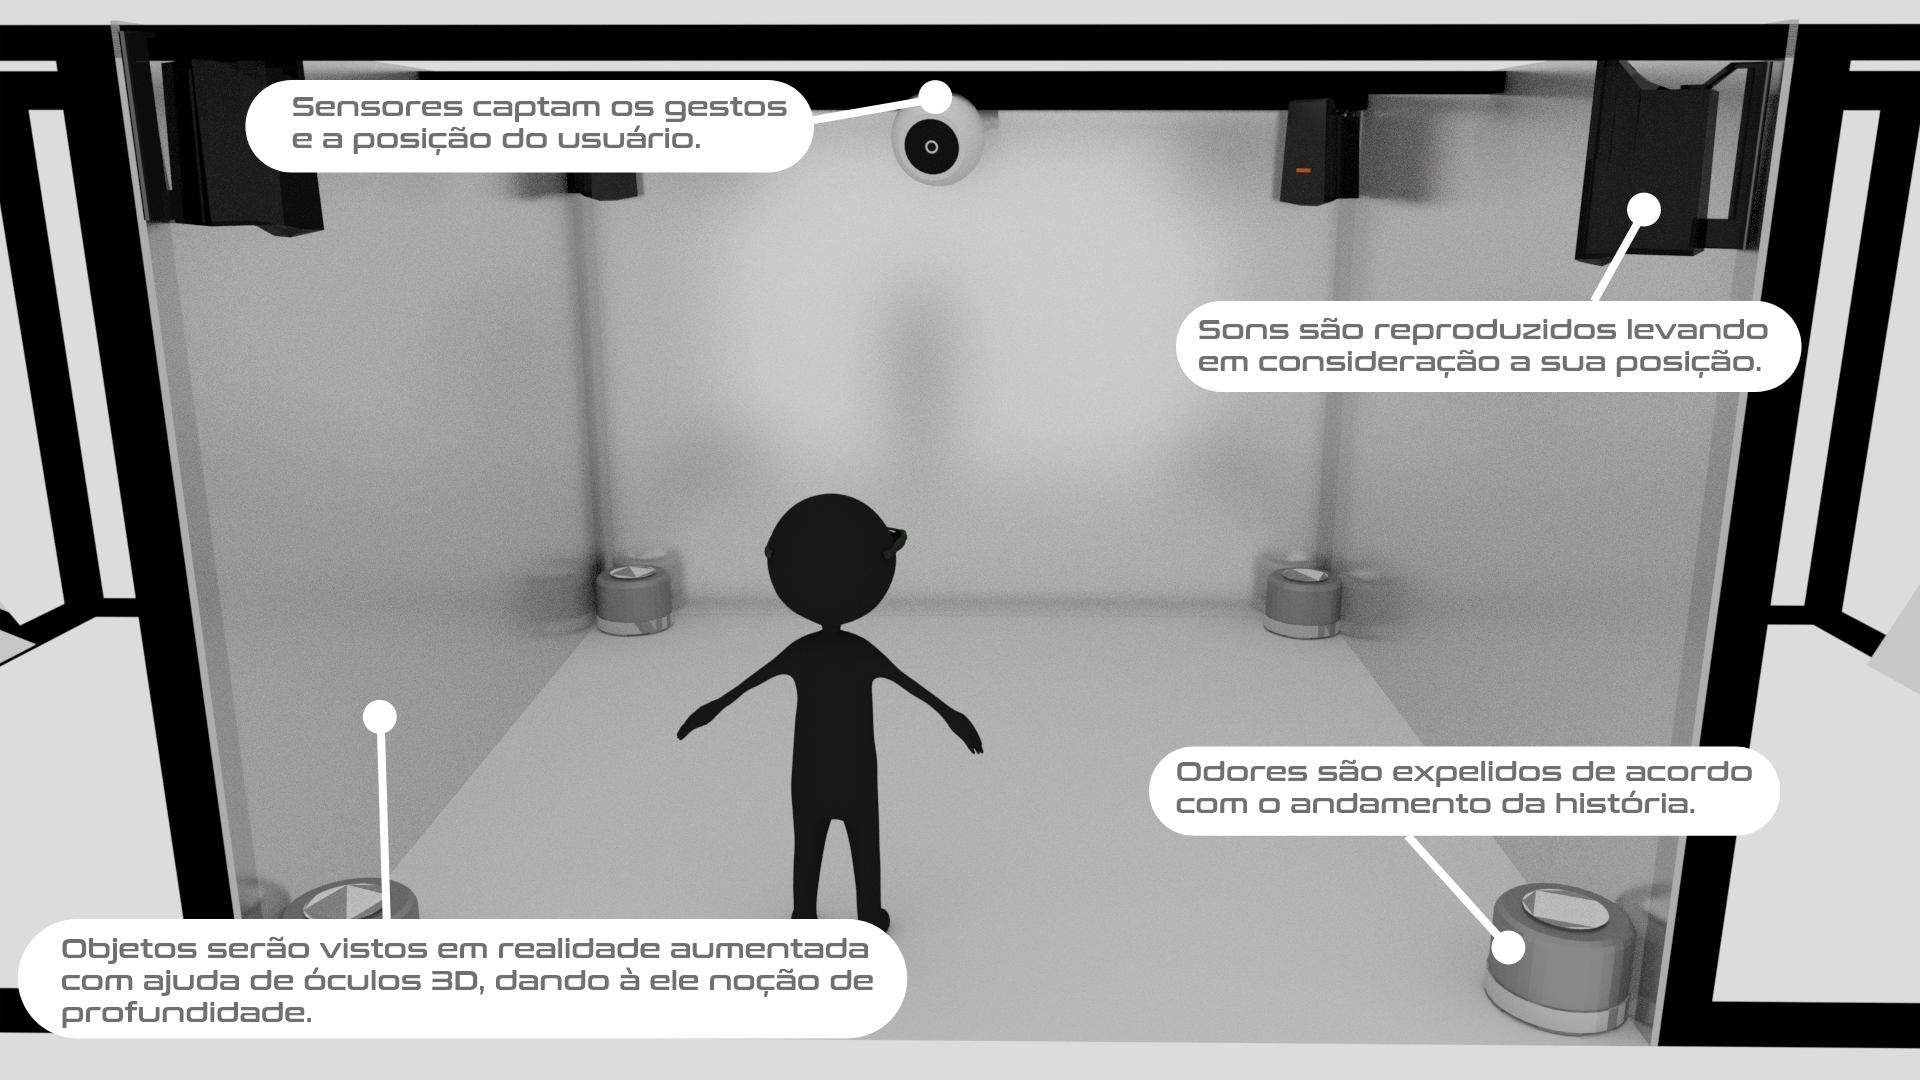 Sensores captam os gestos
e a posição do usuário.
Sons são reproduzidos levando
em consideração a sua posição.
Odores são expelidos de acordo
com o andamento da história.
Objetos serão vistos em realidade aumentada
com ajuda de óculos 3D, dando à ele noção de
profundidade.